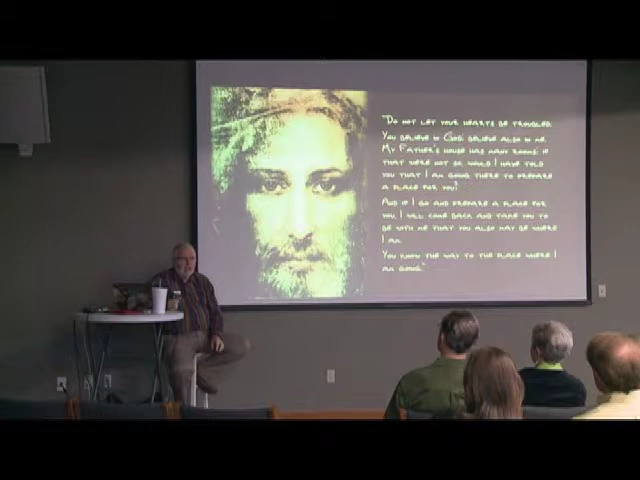 "Do not let your hearts be troubled.
You believe in God; believe also in me.
My Father's house has many rooms; if
that were not so would I have told
you that I am going there to prepare
a place for you?
And if I go and prepare a place for
you, I will come back and take you to
be with me that you also may be where
I am.
You know the way to the place where I
am going."